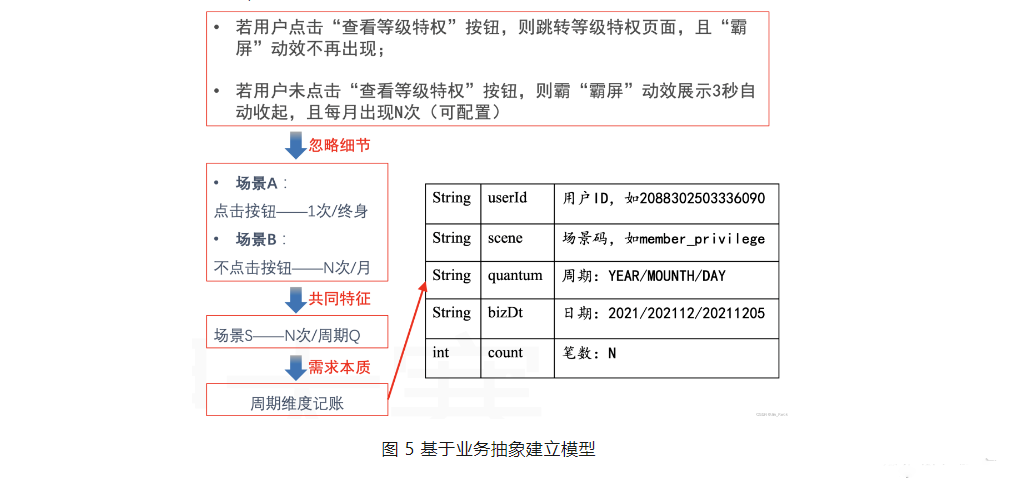 • 若用户点击“查看等级特权”按钮，则跳转等级特权页面，且“霸
屏”动效不再出现；
• 若用户未点击“查看等级特权”按钮，则霸“霸屏”动效展示3秒自
动收起，且每月出现N次（可配置）
忽略细节
• 场景A：
点击按钮——1次/终身
• 场景B：
不点击按钮——N次/月
共同特征
场景S——N次/周期Q
需求本质
周期维度记账
String userId 用户ID，如2088302503336090
String scene 场景码，如member_privilege
String quantum 周期：YEAR/MOUNTH/DAY
String bizDt 日期：2021/202112/20211205
int count 笔数：N
图 5 基于业务抽象建立模型